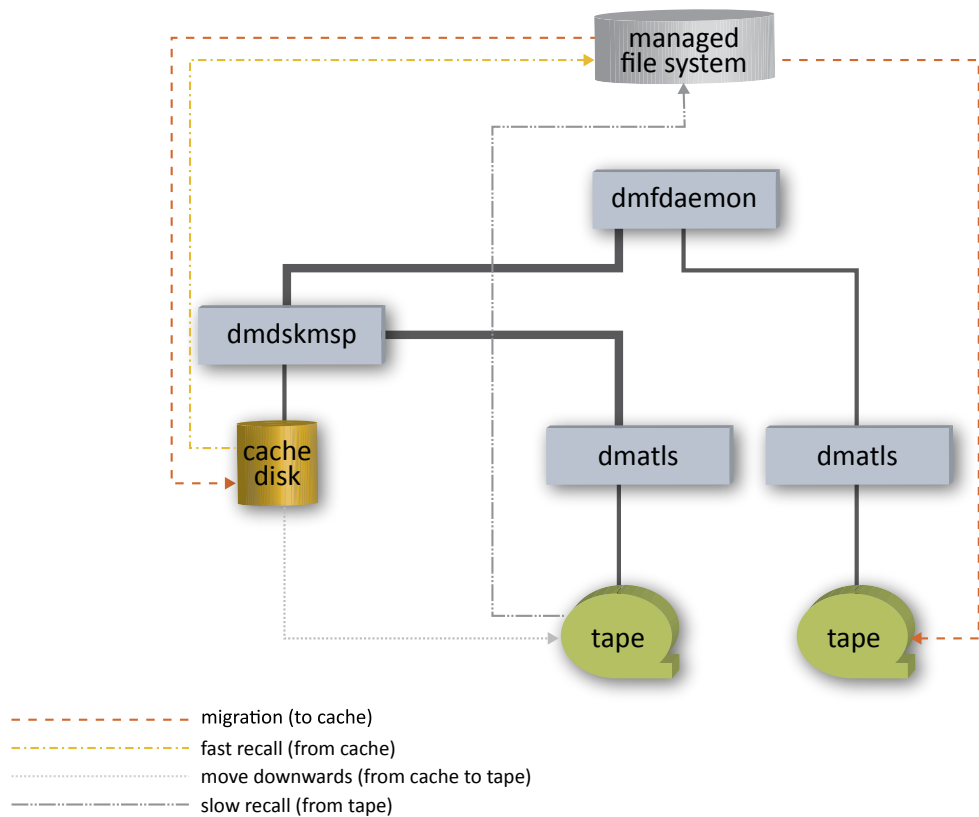 managed
file system
dmfdaemon
dmdskmsp
cache
disk
dmatls
dmatls
tape
tape
migration (to cache)
fast recall (from cache)
move downwards (from cache to tape)
slow recall (from tape)